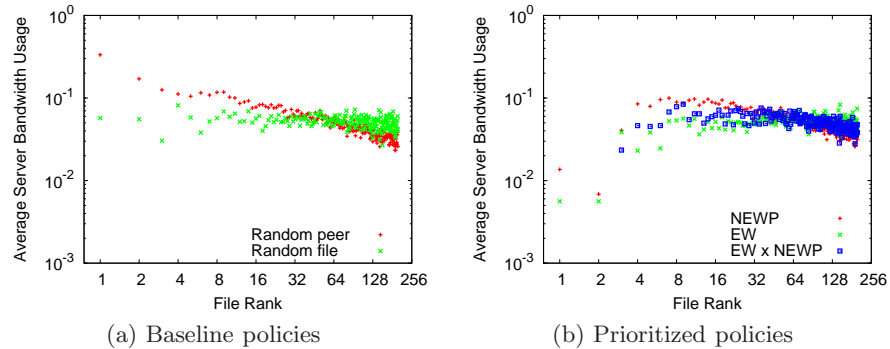 Average Server Bandwidth Usage
10^0
10^-1
10^-2
10^-3
Random peer
Random file
1 2 4 8 16 32 64 128 256
File Rank
(a) Baseline policies
Average Server Bandwidth Usage
10^0
10^-1
10^-2
10^-3
NEWP
EW
EW x NEWP
1 2 4 8 16 32 64 128 256
File Rank
(b) Prioritized policies